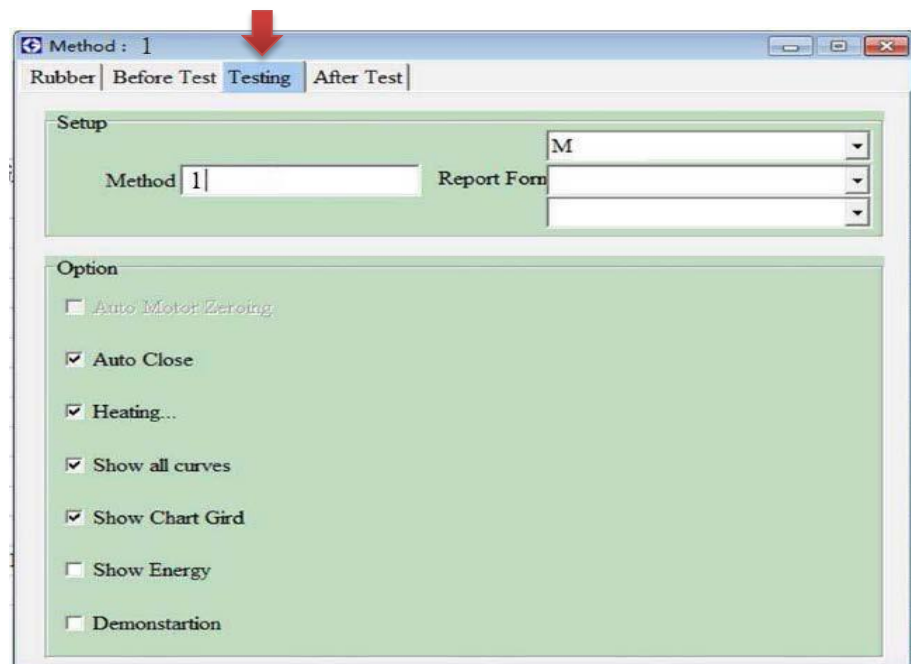 Method : 1
Rubber Before Test Testing After Test
Setup
M
Method 1 Report Form
Option
Auto Motor Zeroing
Auto Close
Heating...
Show all curves
Show Chart Gird
Show Energy
Demonstartion